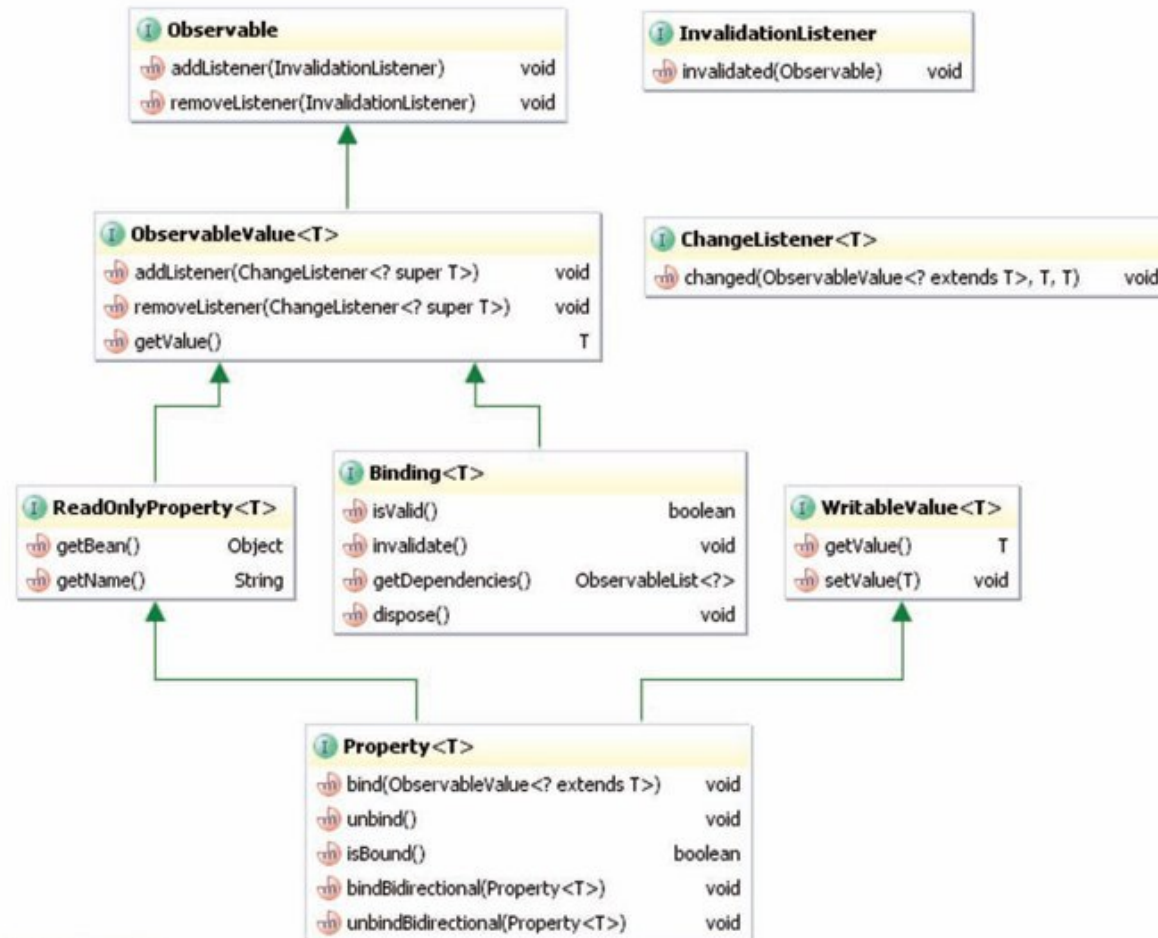 Observable
addListener(InvalidationListener) void
removeListener(InvalidationListener) void
InvalidationListener
invalidated(Observable) void
ObservableValue<T>
addListener(ChangeListener<? super T>) void
removeListener(ChangeListener<? super T>) void
getValue() T
ChangeListener<T>
changed(ObservableValue<? extends T>, T, T) void
ReadOnlyProperty<T>
getBean() Object
getName() String
Binding<T>
isValid() boolean
invalidate() void
getDependencies() ObservableList<?>
dispose() void
WritableValue<T>
getValue() T
setValue(T) void
Property<T>
bind(ObservableValue<? extends T>) void
unbind() void
isBound() boolean
bindBidirectional(Property<T>) void
unbindBidirectional(Property<T>) void